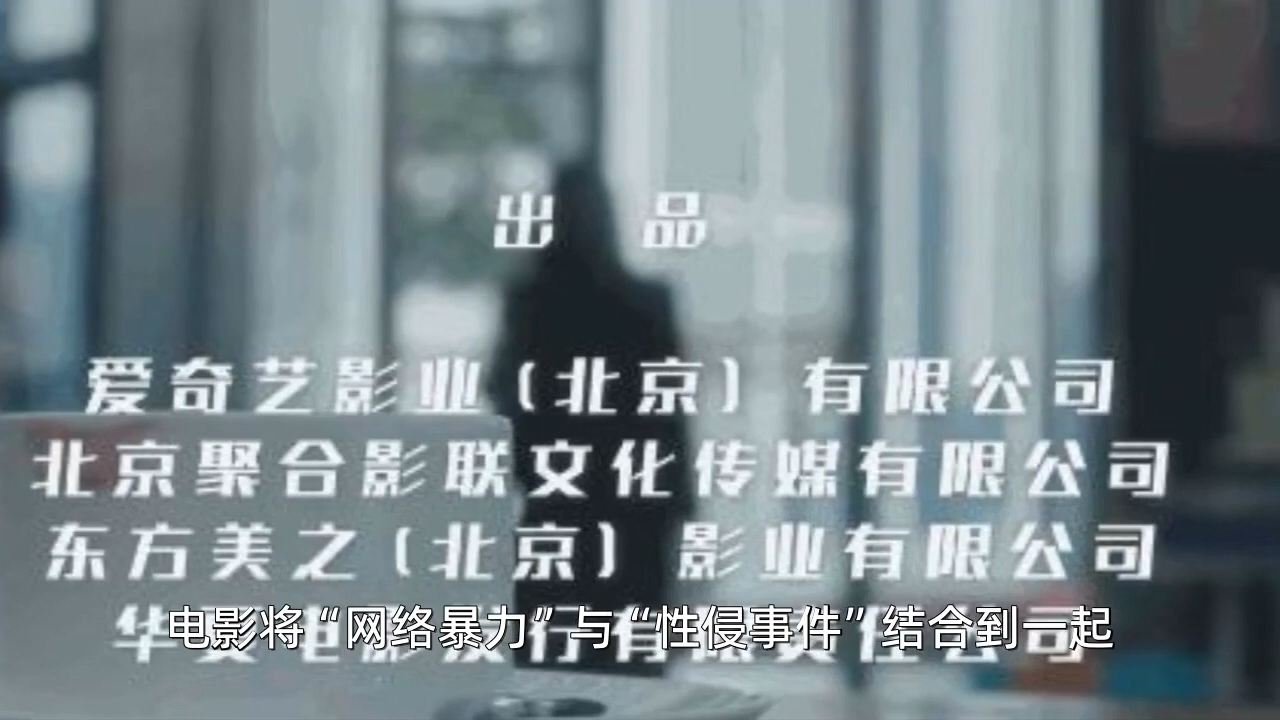 出 品
爱奇艺影业(北京)有限公司
北京聚合影联文化传媒有限公司
东方美之(北京)影业有限公司
电影将“网络暴力”与“性侵事件”结合到一起